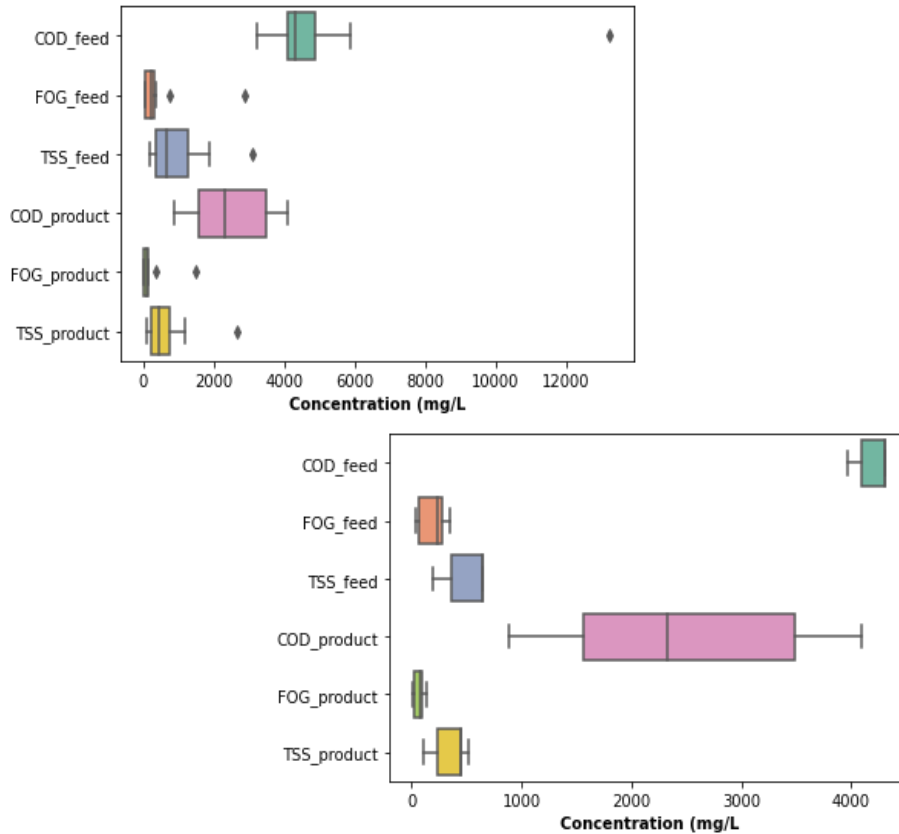 COD_feed
FOG_feed
TSS_feed
COD_product
FOG_product
TSS_product
0 2000 4000 6000 8000 10000 12000
Concentration (mg/L
COD_feed
FOG_feed
TSS_feed
COD_product
FOG_product
TSS_product
0 1000 2000 3000 4000
Concentration (mg/L